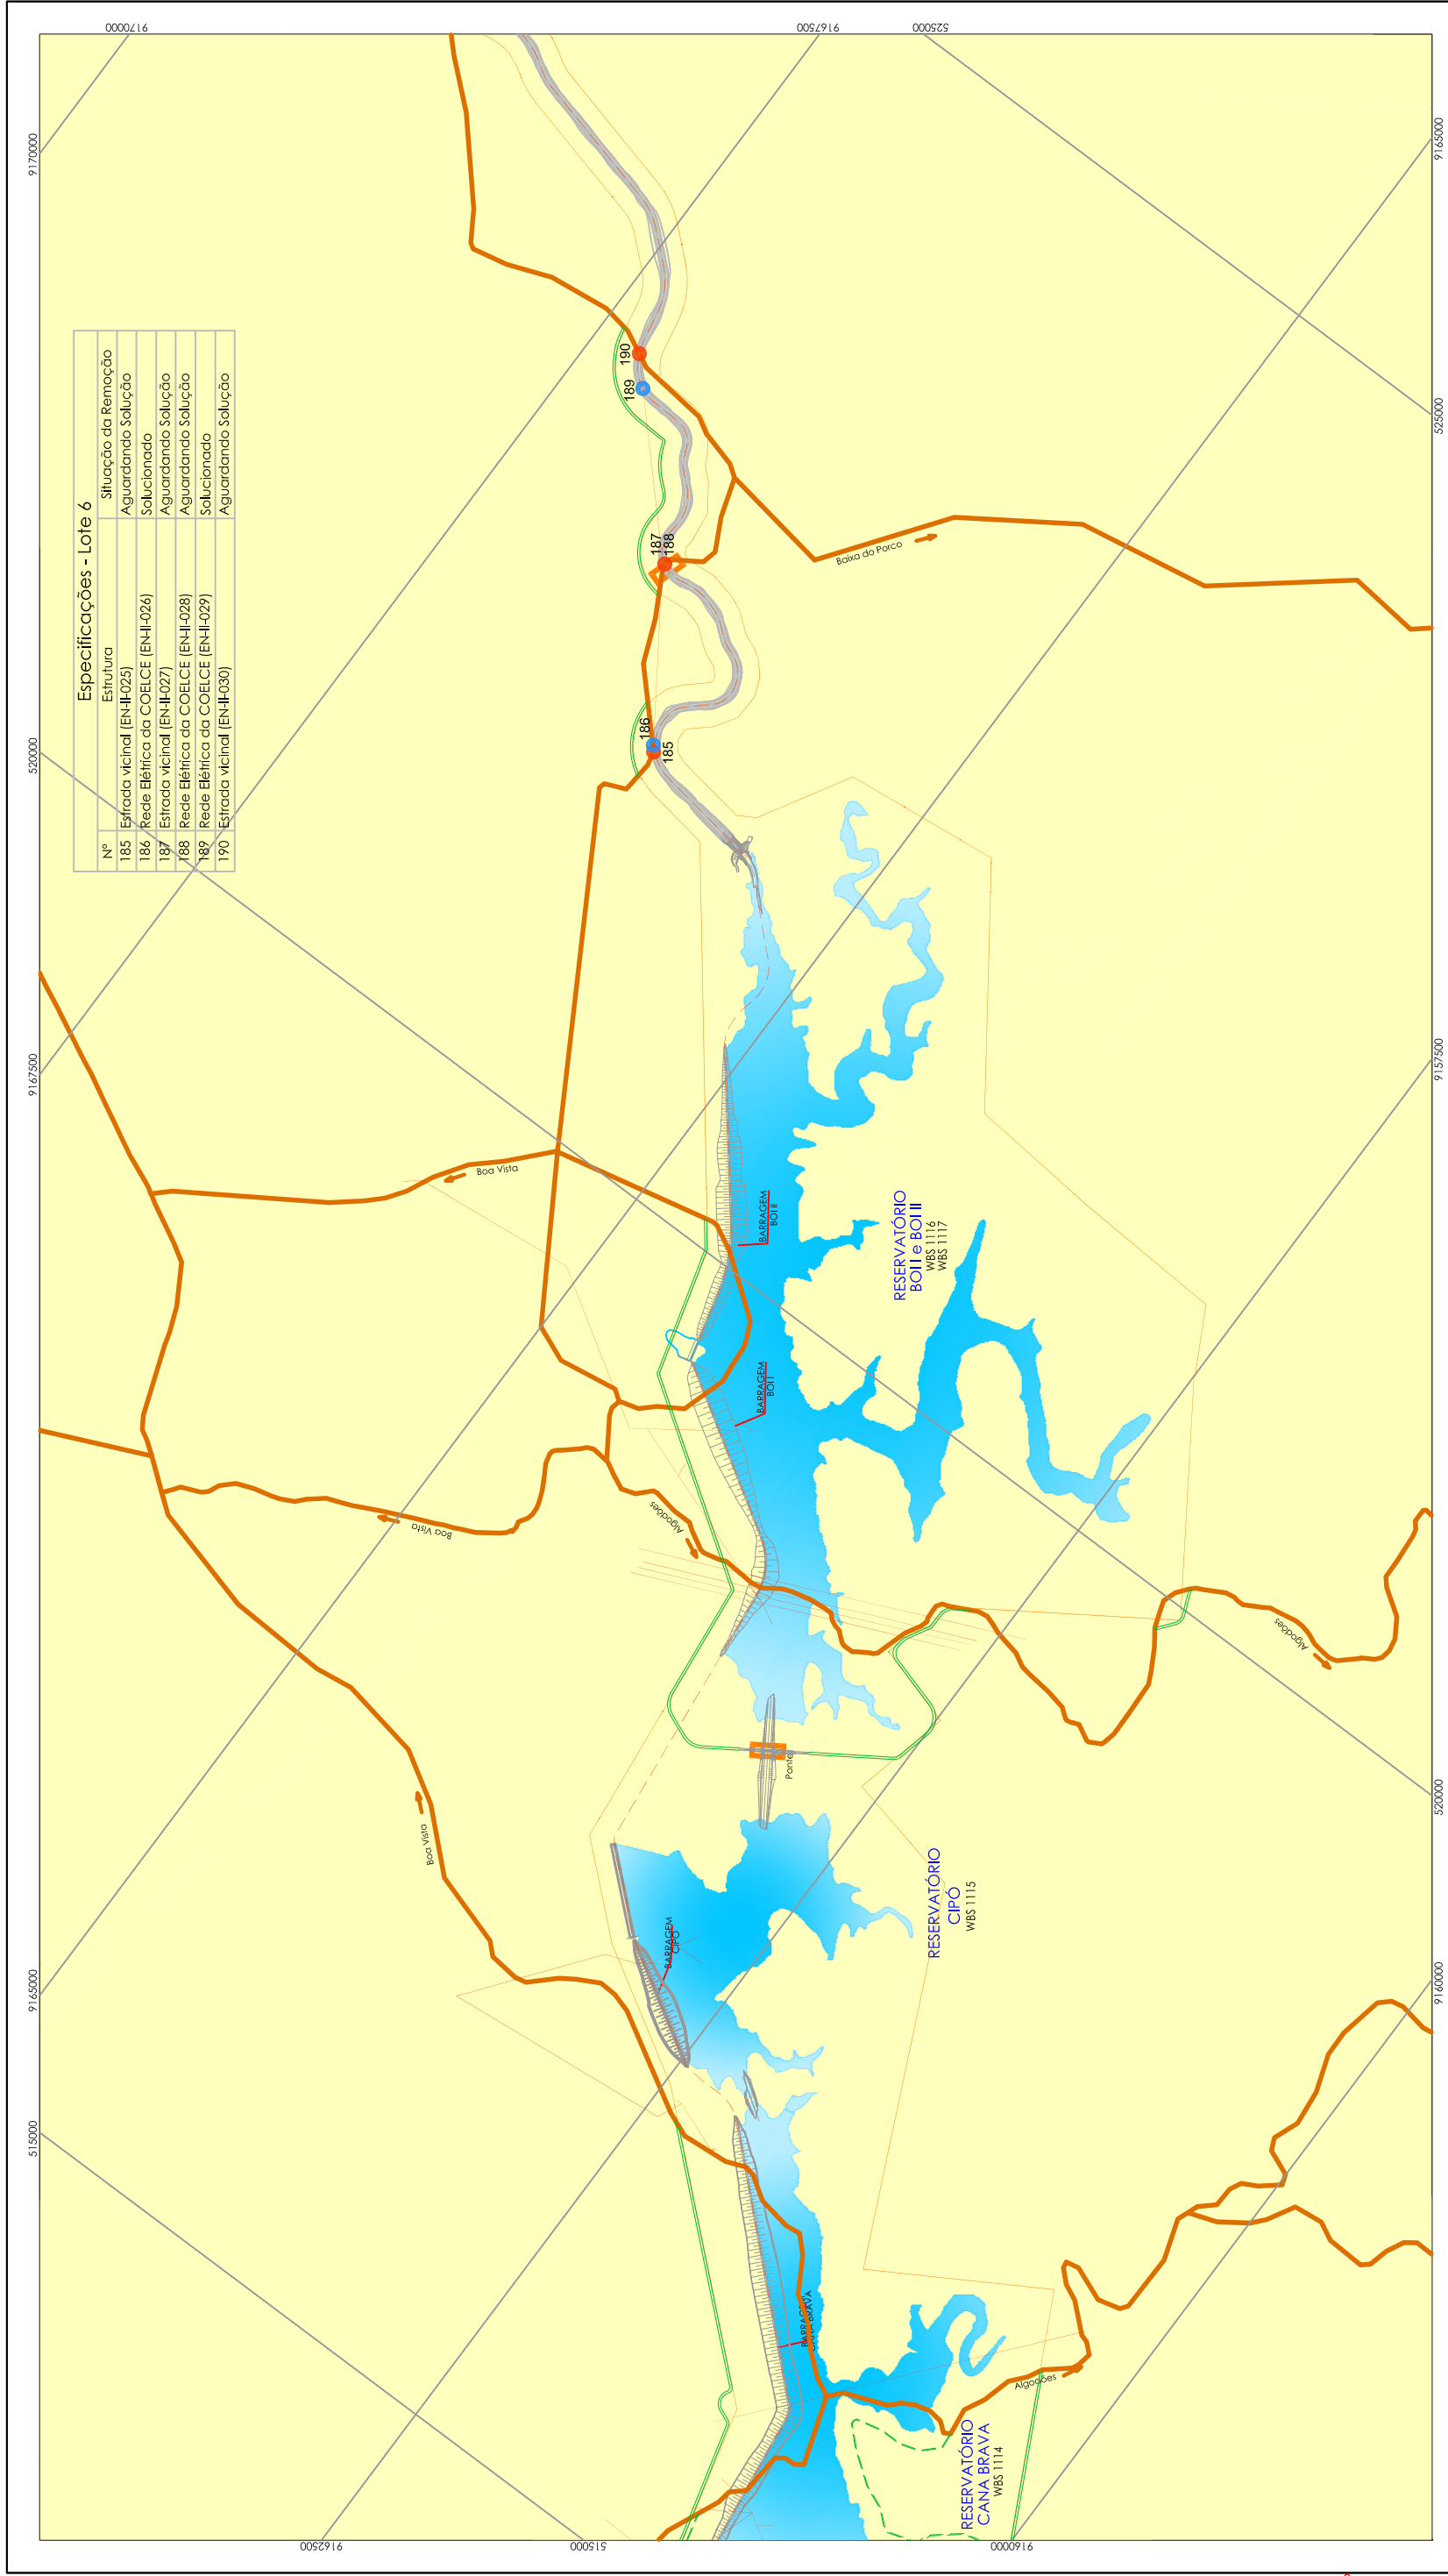 Especificações - Lote 6
Nº Estrutura Situação da Remoção
185 Estrada vicinal (EN-II-025) Aguardando Solução
186 Rede Elétrica da COELCE (EN-II-026) Solucionado
187 Estrada vicinal (EN-II-027) Aguardando Solução
188 Rede Elétrica da COELCE (EN-II-028) Aguardando Solução
189 Rede Elétrica da COELCE (EN-II-029) Solucionado
190 Estrada vicinal (EN-II-030) Aguardando Solução
515000
9165000
9167500
520000
9170000
9170000
9167500
525000
9162500
515000
9160000
9160000
520000
9157500
525000
9165000
Boa Vista
Boa Vista
Boa Vista
Algodões
Algodões
Algodões
Baixa do Porco
185
186
187
188
189
190
BARRAGEM
CANA BRAVA
BARRAGEM
CIPÓ
Ponte
BARRAGEM
BOI I
BARRAGEM
BOI II
RESERVATÓRIO
CANA BRAVA
WBS 1114
RESERVATÓRIO
CIPÓ
WBS 1115
RESERVATÓRIO
BOI I e BOI II
WBS 1116
WBS 1117